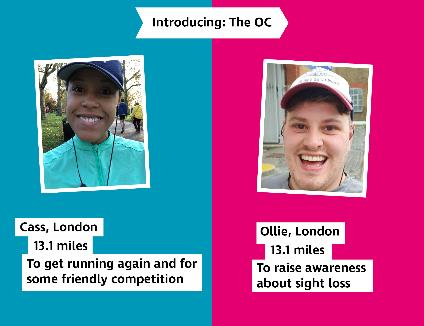 Introducing: The OC
Cass, London
13.1 miles
To get running again and for
some friendly competition
Ollie, London
13.1 miles
To raise awareness
about sight loss